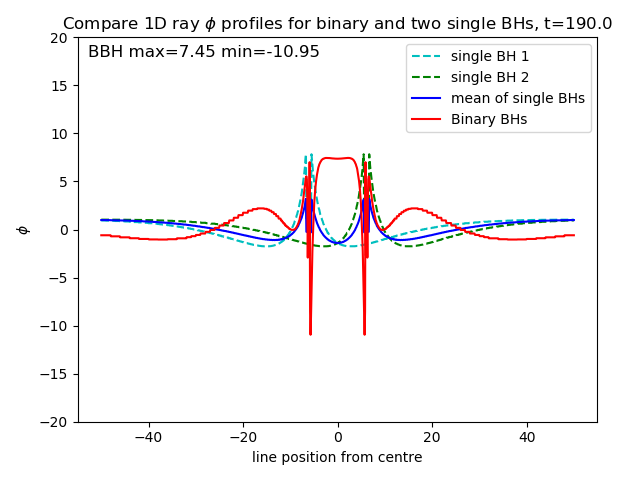 Compare 1D ray ϕ profiles for binary and two single BHs, t=190.0
BBH max=7.45 min=-10.95
single BH 1
single BH 2
mean of single BHs
Binary BHs
20
15
10
5
0
−5
−10
−15
−20
ϕ
−40 −20 0 20 40
line position from centre